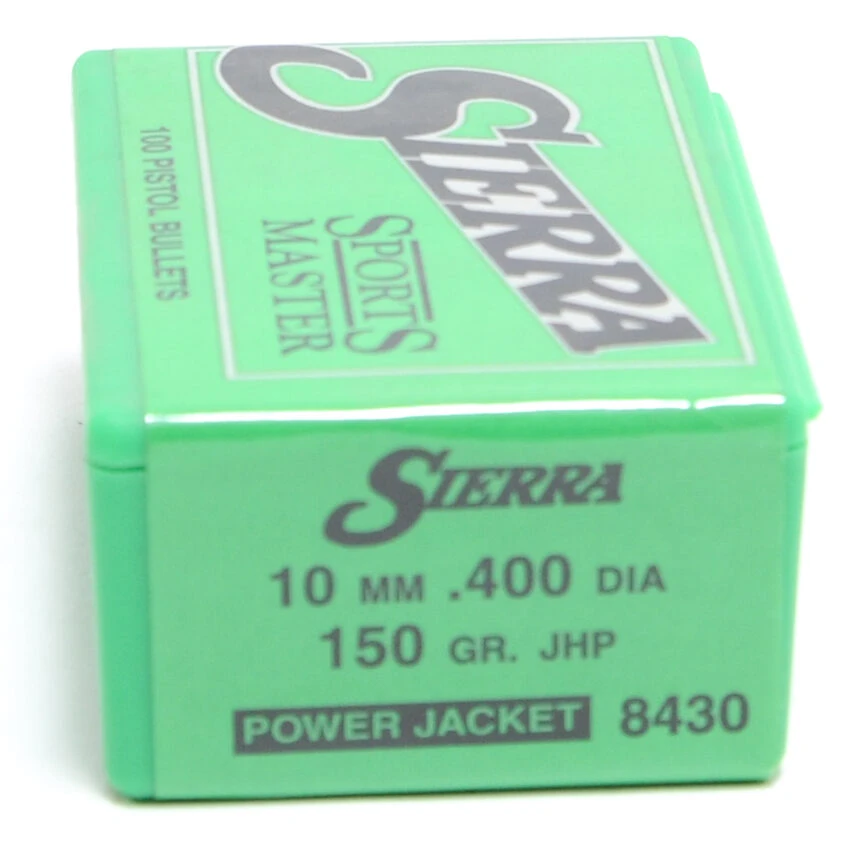 SIERRA
SPORTS
MASTER
100 PISTOL BULLETS
SIERRA
10 MM .400 DIA
150 GR. JHP
POWER JACKET 8430